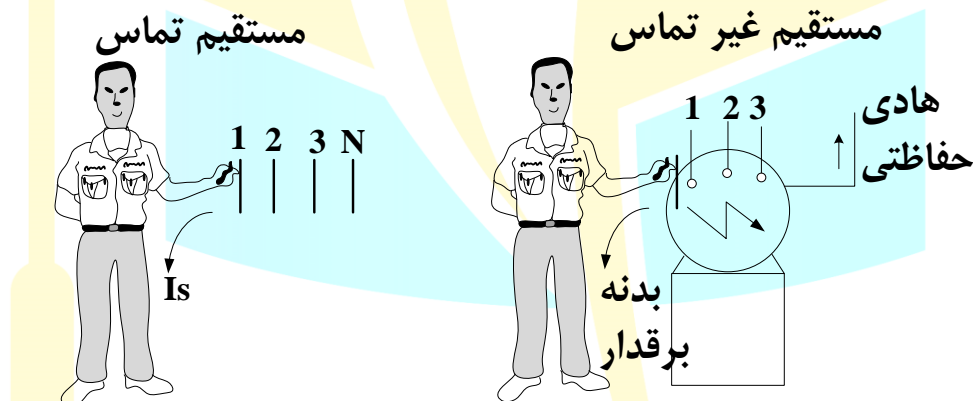 مستقیم تماس
مستقیم غیر تماس
1 2 3 N
Is
1 2 3
هادی
حفاظتی
بدنه
برقدار